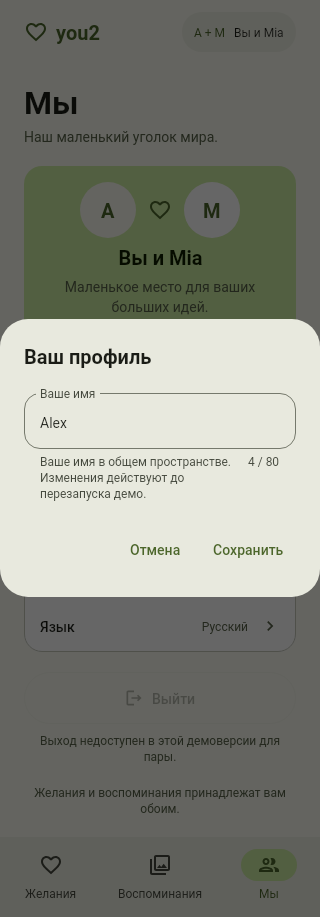 you2
A + M Вы и Mia
Мы
Наш маленький уголок мира.
A
M
Вы и Mia
Маленькое место для ваших
больших идей.
Ваш профиль
Ваше имя
Alex
Ваше имя в общем пространстве. 4 / 80
Изменения действуют до
перезапуска демо.
Отмена Сохранить
Язык Русский
Выйти
Выход недоступен в этой демоверсии для
пары.
Желания и воспоминания принадлежат вам
обоим.
Желания Воспоминания Мы